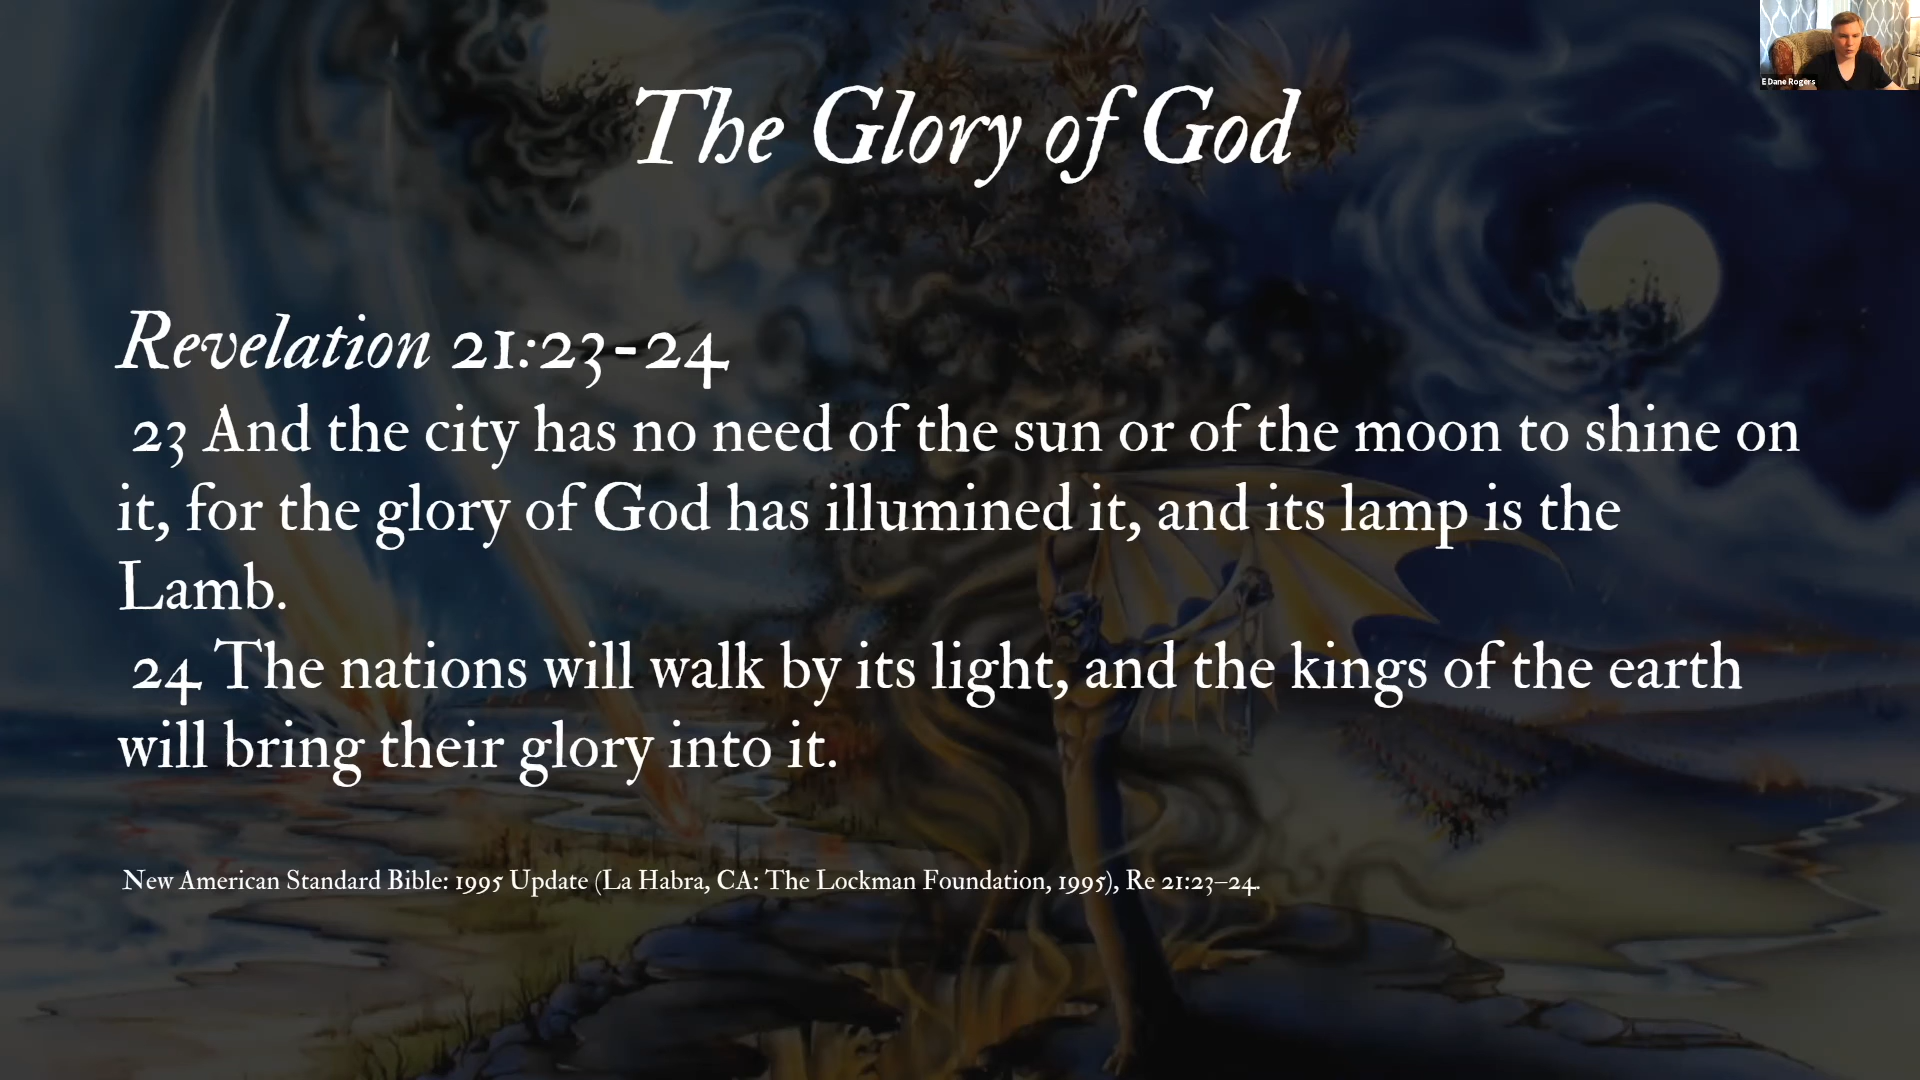 The Glory of God
E Dane Rogers
Revelation 21:23-24
23 And the city has no need of the sun or of the moon to shine on
it, for the glory of God has illumined it, and its lamp is the
Lamb.
24 The nations will walk by its light, and the kings of the earth
will bring their glory into it.
New American Standard Bible: 1995 Update (La Habra, CA: The Lockman Foundation, 1995), Re 21:23–24.